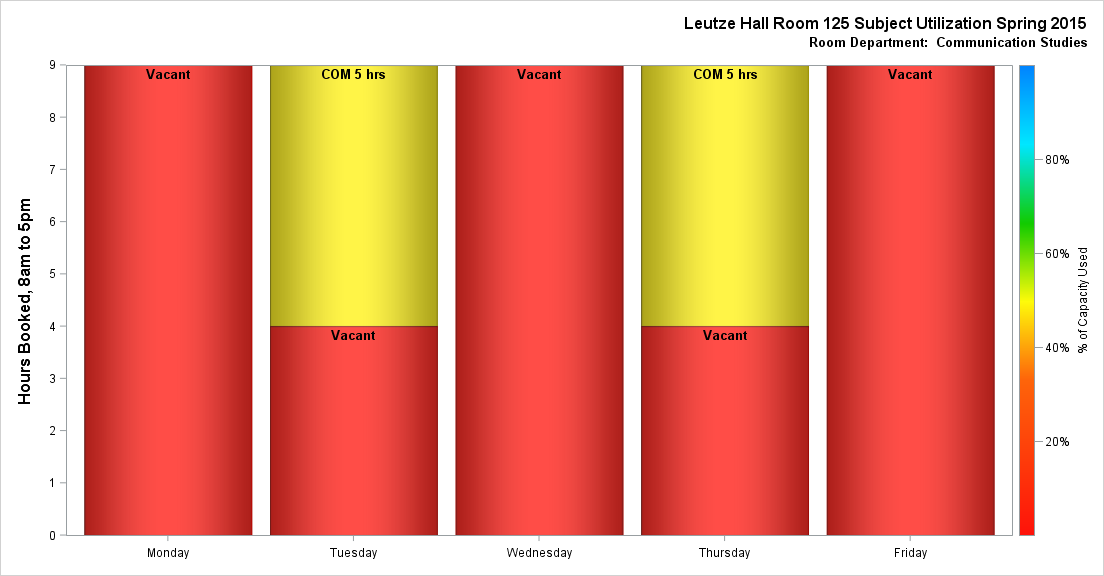 Leutze Hall Room 125 Subject Utilization Spring 2015
Room Department:  Communication Studies
Hours Booked, 8am to 5pm
9
8
7
6
5
4
3
2
1
0
Vacant
COM 5 hrs
Vacant
COM 5 hrs
Vacant
Vacant
Vacant
Monday
Tuesday
Wednesday
Thursday
Friday
80%
60%
40%
20%
% of Capacity Used